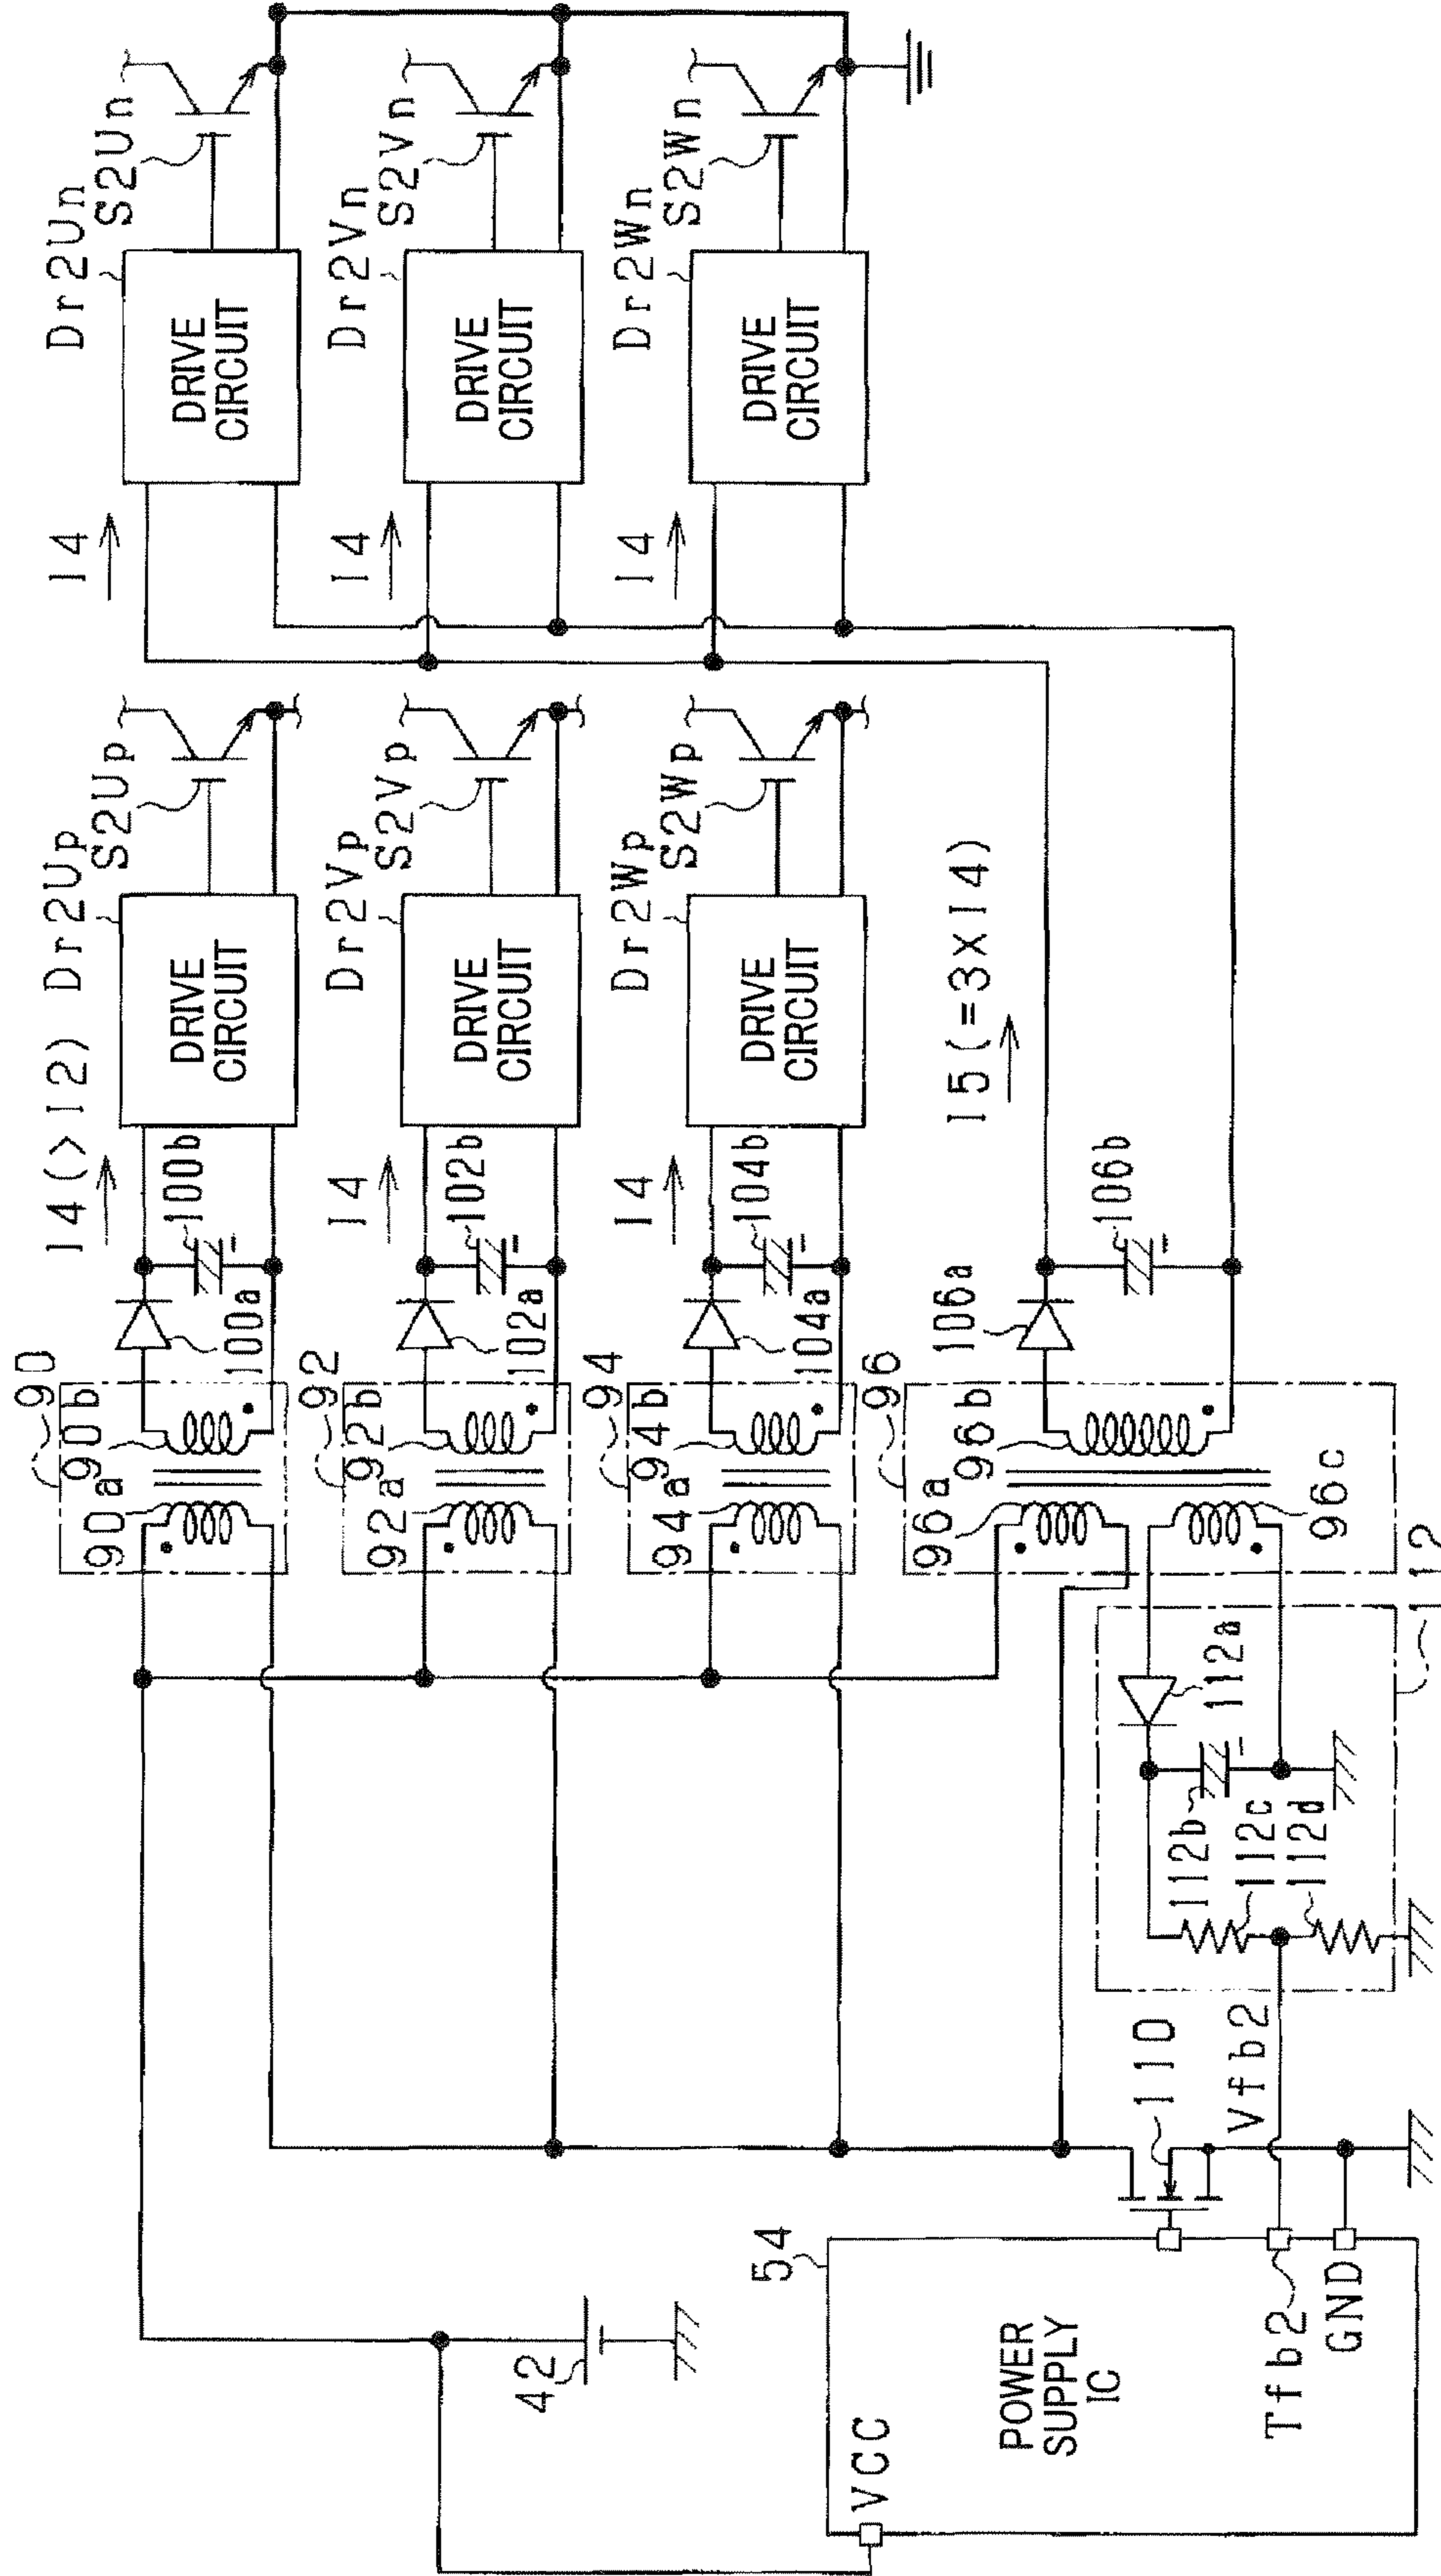 Dr2Un
S2Un
DRIVE
CIRCUIT
I4
Dr2Vn
S2Vn
DRIVE
CIRCUIT
I4
Dr2Wn
S2Wn
DRIVE
CIRCUIT
I4
I4(>I2)
Dr2Up
S2Up
DRIVE
CIRCUIT
100b
100a
90
90b
90a
I4
Dr2Vp
S2Vp
DRIVE
CIRCUIT
102b
102a
92
92b
92a
I4
Dr2Wp
S2Wp
DRIVE
CIRCUIT
104b
104a
94
94b
94a
I5(=3×I4)
106b
106a
96
96b
96a
96c
112
112a
112b
112c
112d
110
Vfb2
54
42
POWER
SUPPLY
IC
VCC
Tfb2
GND